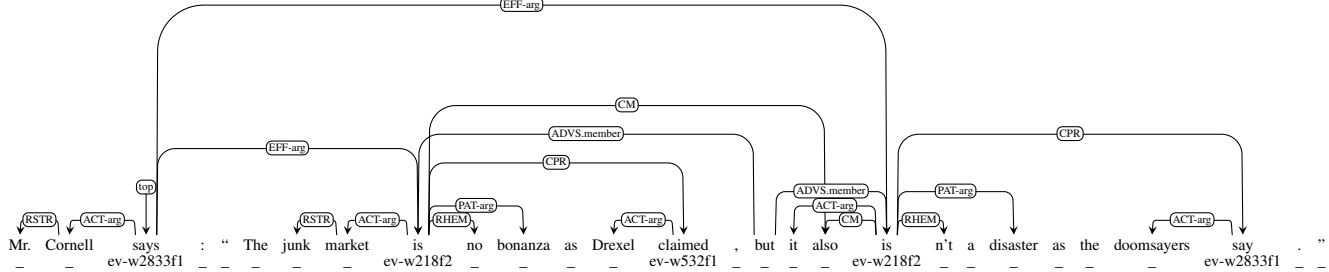 EFF-arg
CM
ADVS.member CPR
EFF-arg CPR
top ADVS.member PAT-arg
PAT-arg ACT-arg
RSTR ACT-arg RSTR ACT-arg RHEM ACT-arg CM RHEM ACT-arg
Mr. Cornell says : “ The junk market is no bonanza as Drexel claimed , but it also is n't a disaster as the doomsayers say . ”
_ _ ev-w2833f1 _ _ _ _ _ ev-w218f2 _ _ _ _ ev-w532f1 _ _ _ _ ev-w218f2 _ _ _ _ _ _ ev-w2833f1 _ _